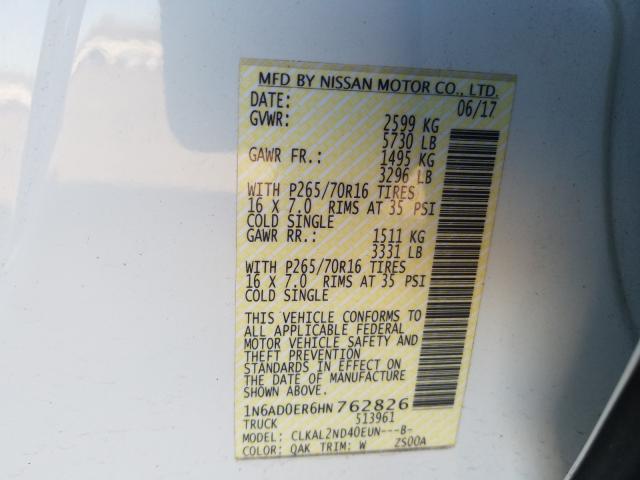 MFD BY NISSAN MOTOR CO., LTD.
DATE: 06/17
GVWR: 2599 KG
5730 LB
GAWR FR.: 1495 KG
3296 LB
WITH P265/70R16 TIRES
16 X 7.0 RIMS AT 35 PSI
COLD SINGLE
GAWR RR.: 1511 KG
3331 LB
WITH P265/70R16 TIRES
16 X 7.0 RIMS AT 35 PSI
COLD SINGLE
THIS VEHICLE CONFORMS TO
ALL APPLICABLE FEDERAL
MOTOR VEHICLE SAFETY AND
THEFT PREVENTION
STANDARDS IN EFFECT ON
THE DATE OF MANUFACTURE
SHOWN ABOVE.
1N6AD0ER6HN762826
TRUCK 513961
MODEL: CLKAL2ND40EUN---B-
COLOR: QAK TRIM: W ZS00A